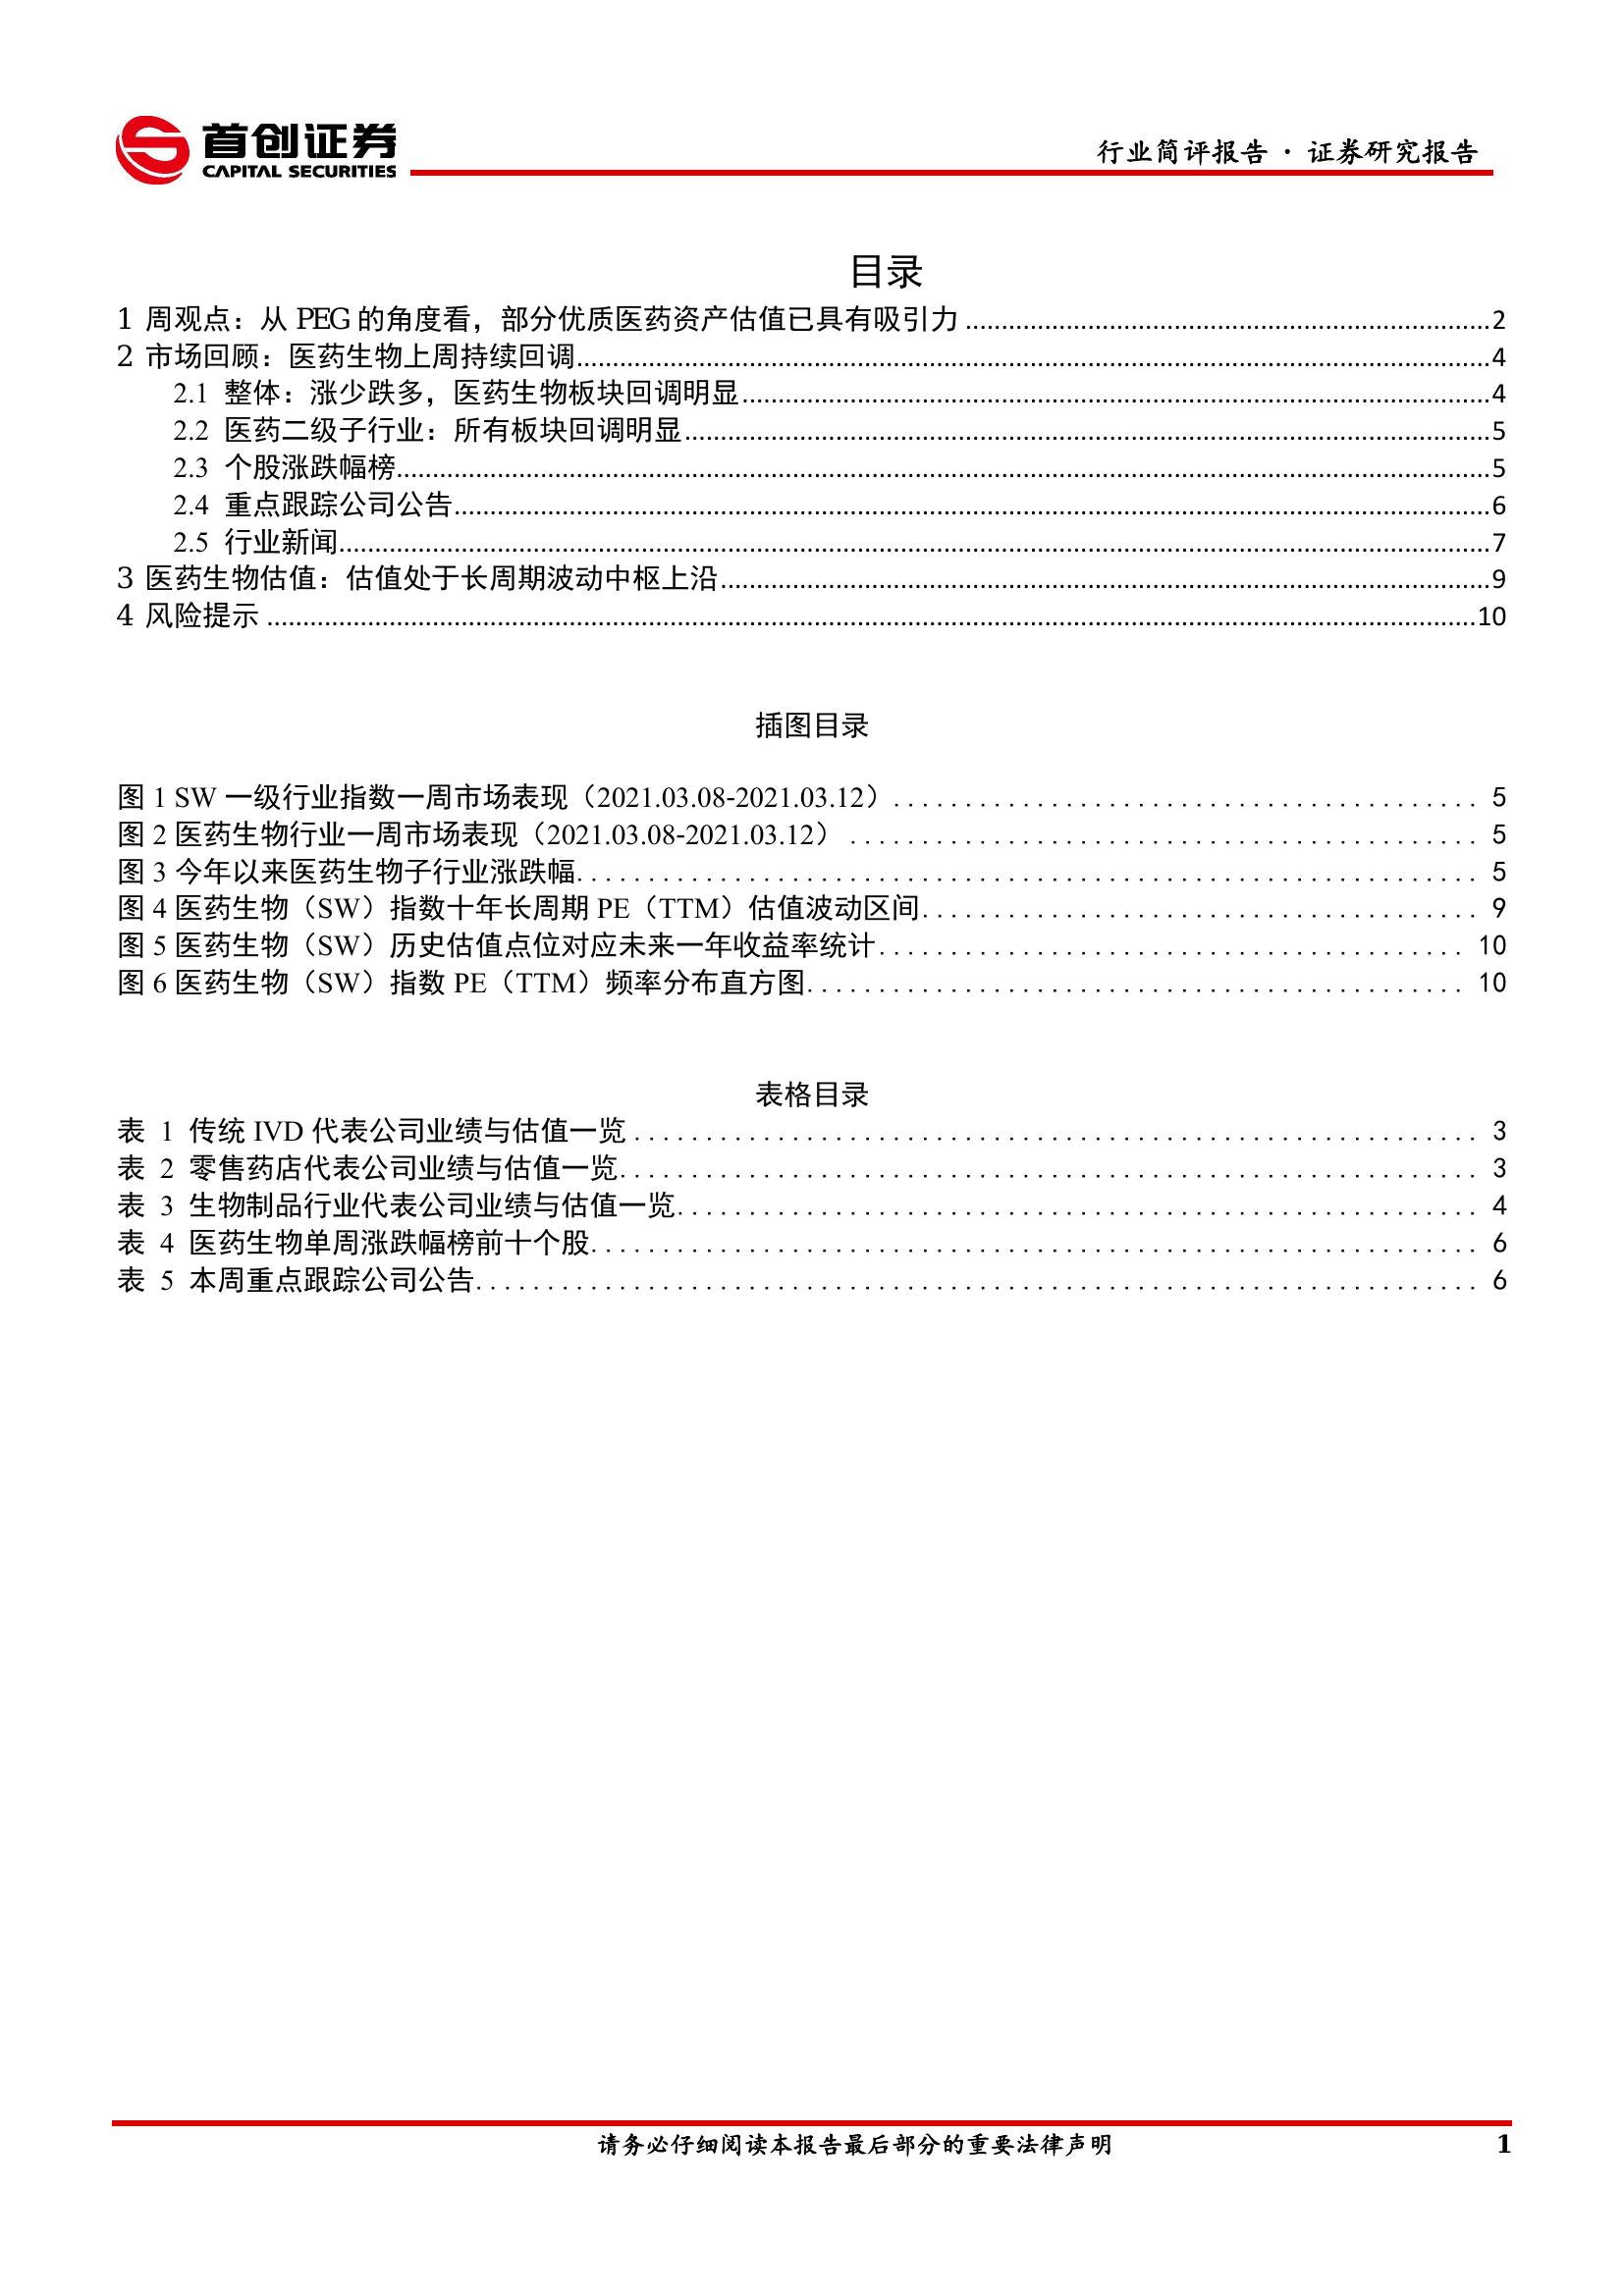 首创证券
CAPITAL SECURITIES
行业简评报告 · 证券研究报告
目录
1 周观点：从 PEG 的角度看，部分优质医药资产估值已具有吸引力 ........................................2
2 市场回顾：医药生物上周持续回调........................................4
2.1 整体：涨少跌多，医药生物板块回调明显........................................4
2.2 医药二级子行业：所有板块回调明显........................................5
2.3 个股涨跌幅榜........................................5
2.4 重点跟踪公司公告........................................6
2.5 行业新闻........................................7
3 医药生物估值：估值处于长周期波动中枢上沿........................................9
4 风险提示 ........................................10
插图目录
图 1 SW 一级行业指数一周市场表现（2021.03.08-2021.03.12）........................................ 5
图 2 医药生物行业一周市场表现（2021.03.08-2021.03.12） ........................................ 5
图 3 今年以来医药生物子行业涨跌幅........................................ 5
图 4 医药生物（SW）指数十年长周期 PE（TTM）估值波动区间........................................ 9
图 5 医药生物（SW）历史估值点位对应未来一年收益率统计........................................ 10
图 6 医药生物（SW）指数 PE（TTM）频率分布直方图........................................ 10
表格目录
表 1 传统 IVD 代表公司业绩与估值一览 ........................................ 3
表 2 零售药店代表公司业绩与估值一览........................................ 3
表 3 生物制品行业代表公司业绩与估值一览........................................ 4
表 4 医药生物单周涨跌幅榜前十个股........................................ 6
表 5 本周重点跟踪公司公告........................................ 6
请务必仔细阅读本报告最后部分的重要法律声明 1